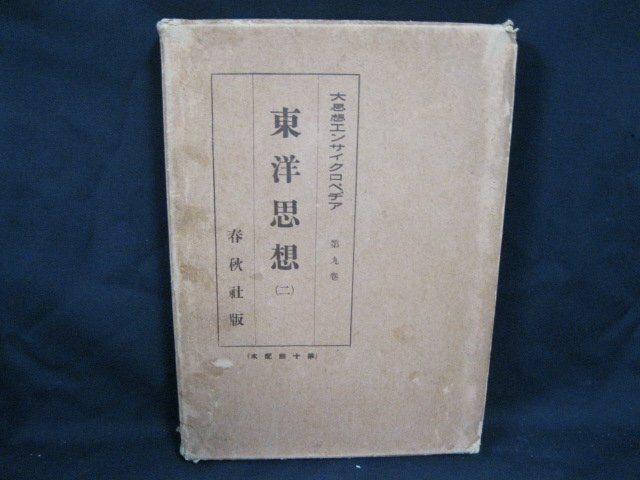 大思想エンサイクロペヂア
第九卷
東洋思想
(二)
春秋社版
(本配回十第)